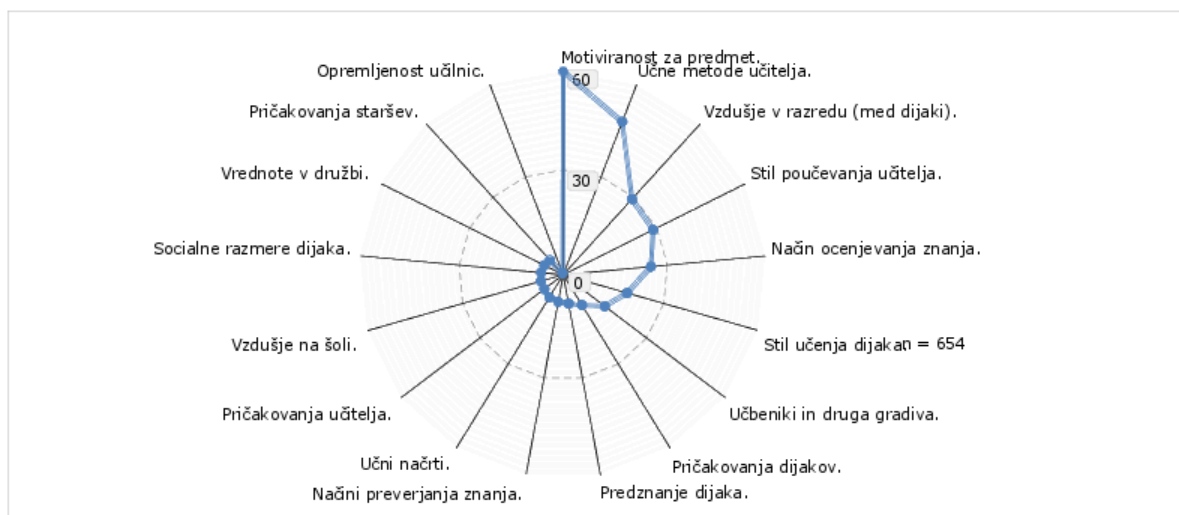 Motiviranost za predmet.
Učne metode učitelja.
Vzdušje v razredu (med dijaki).
Stil poučevanja učitelja.
Način ocenjevanja znanja.
Stil učenja dijaka.
n = 654
Učbeniki in druga gradiva.
Pričakovanja dijakov.
Predznanje dijaka.
Načini preverjanja znanja.
Učni načrti.
Pričakovanja učitelja.
Vzdušje na šoli.
Socialne razmere dijaka.
Vrednote v družbi.
Pričakovanja staršev.
Opremljenost učilnic.
60
30
0